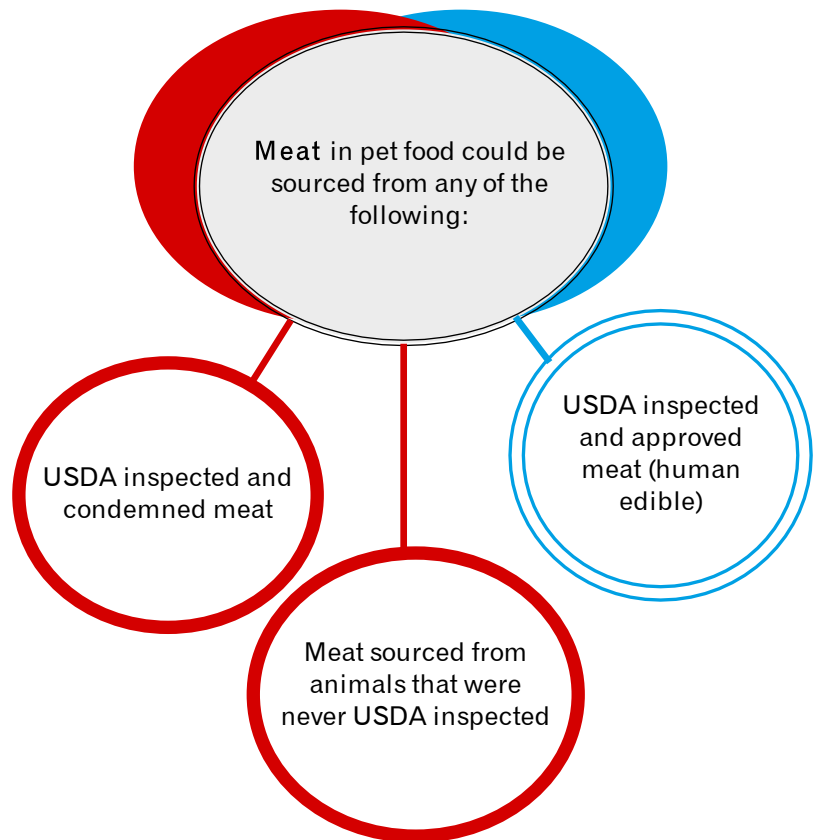 Meat in pet food could be
sourced from any of the
following:
USDA inspected and
condemned meat
USDA inspected
and approved
meat (human
edible)
Meat sourced from
animals that were
never USDA inspected